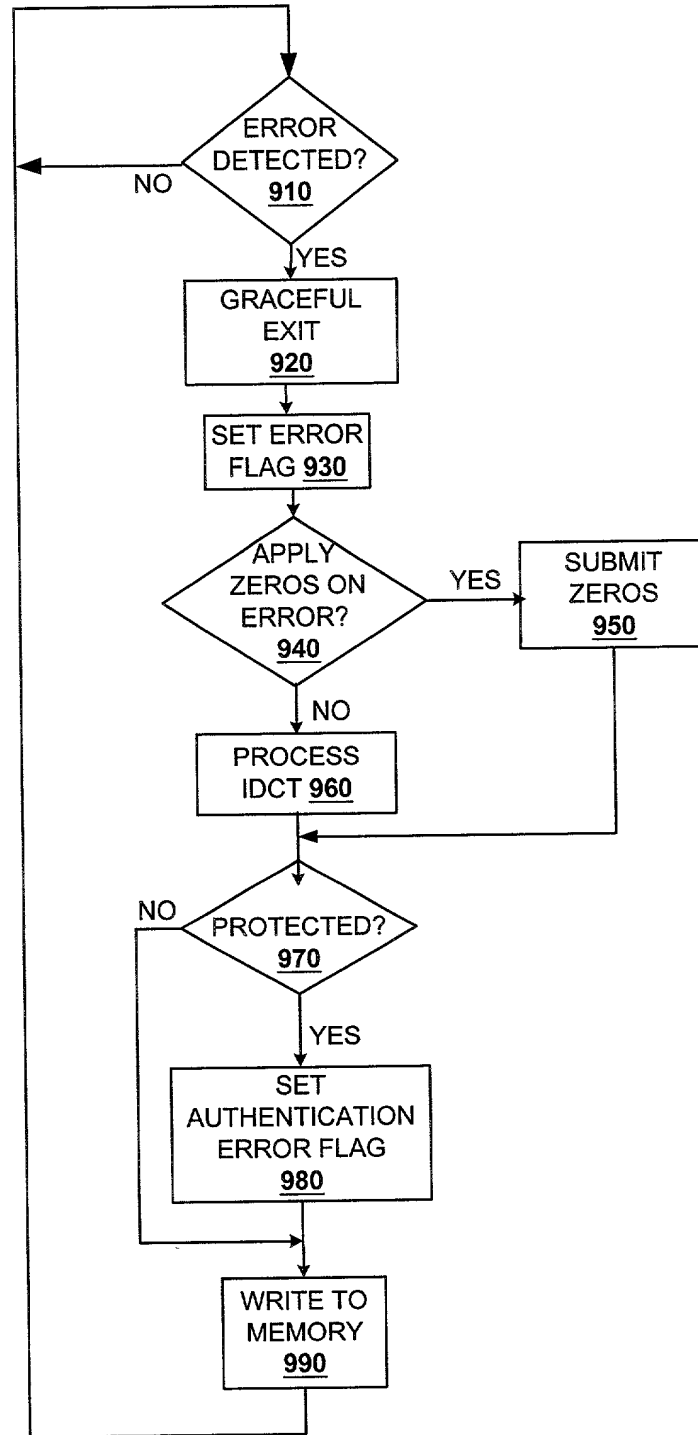 ERROR
DETECTED?
910
NO
YES
GRACEFUL
EXIT
920
SET ERROR
FLAG 930
APPLY
ZEROS ON
ERROR?
940
YES
SUBMIT
ZEROS
950
NO
PROCESS
IDCT 960
NO
PROTECTED?
970
YES
SET
AUTHENTICATION
ERROR FLAG
980
WRITE TO
MEMORY
990